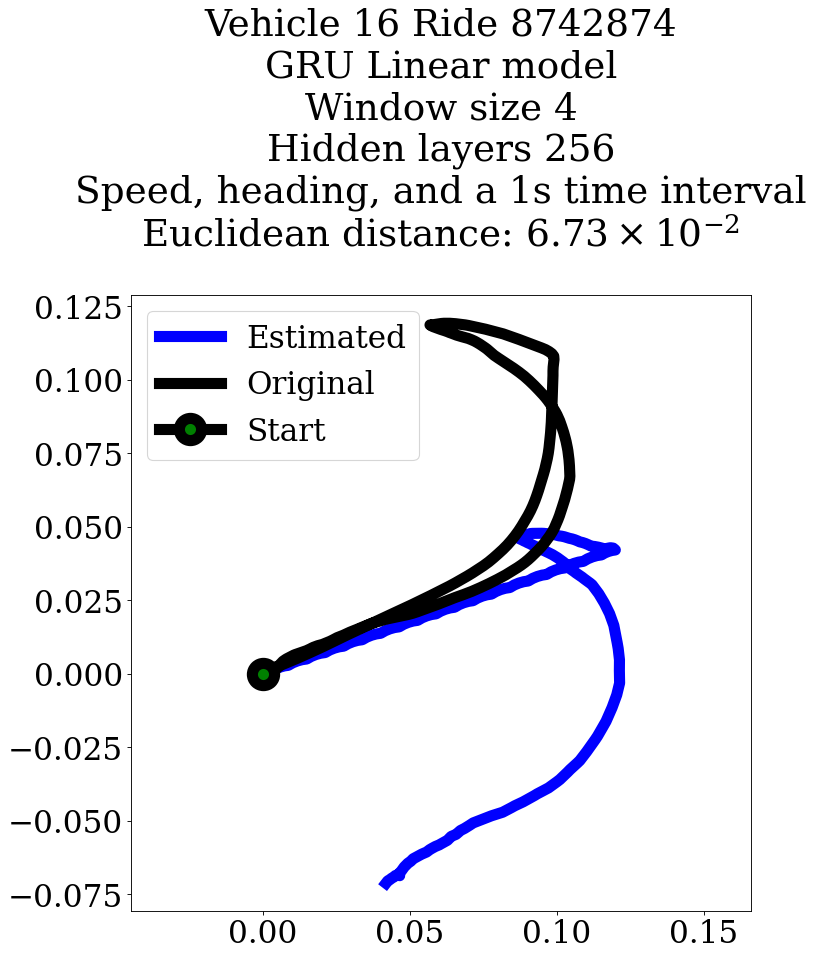 Vehicle 16 Ride 8742874
GRU Linear model
Window size 4
Hidden layers 256
Speed, heading, and a 1s time interval
Euclidean distance: 6.73 × 10⁻²
0.125
0.100
0.075
0.050
0.025
0.000
−0.025
−0.050
−0.075
Estimated
Original
Start
0.00 0.05 0.10 0.15